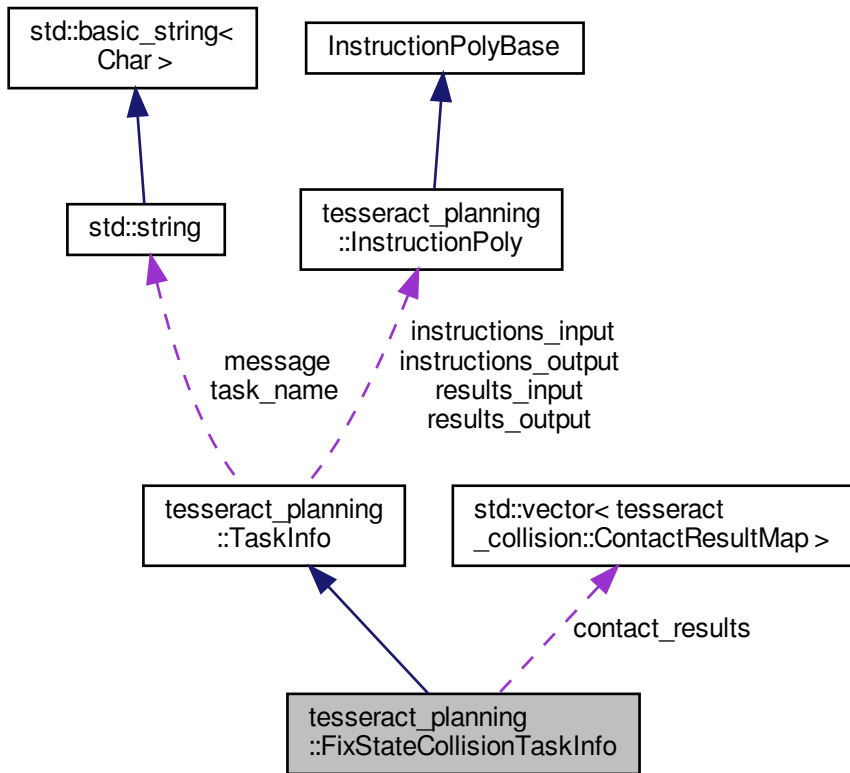 std::basic_string<
Char >
InstructionPolyBase
std::string
tesseract_planning
::InstructionPoly
message
task_name
instructions_input
instructions_output
results_input
results_output
tesseract_planning
::TaskInfo
std::vector< tesseract
_collision::ContactResultMap >
contact_results
tesseract_planning
::FixStateCollisionTaskInfo